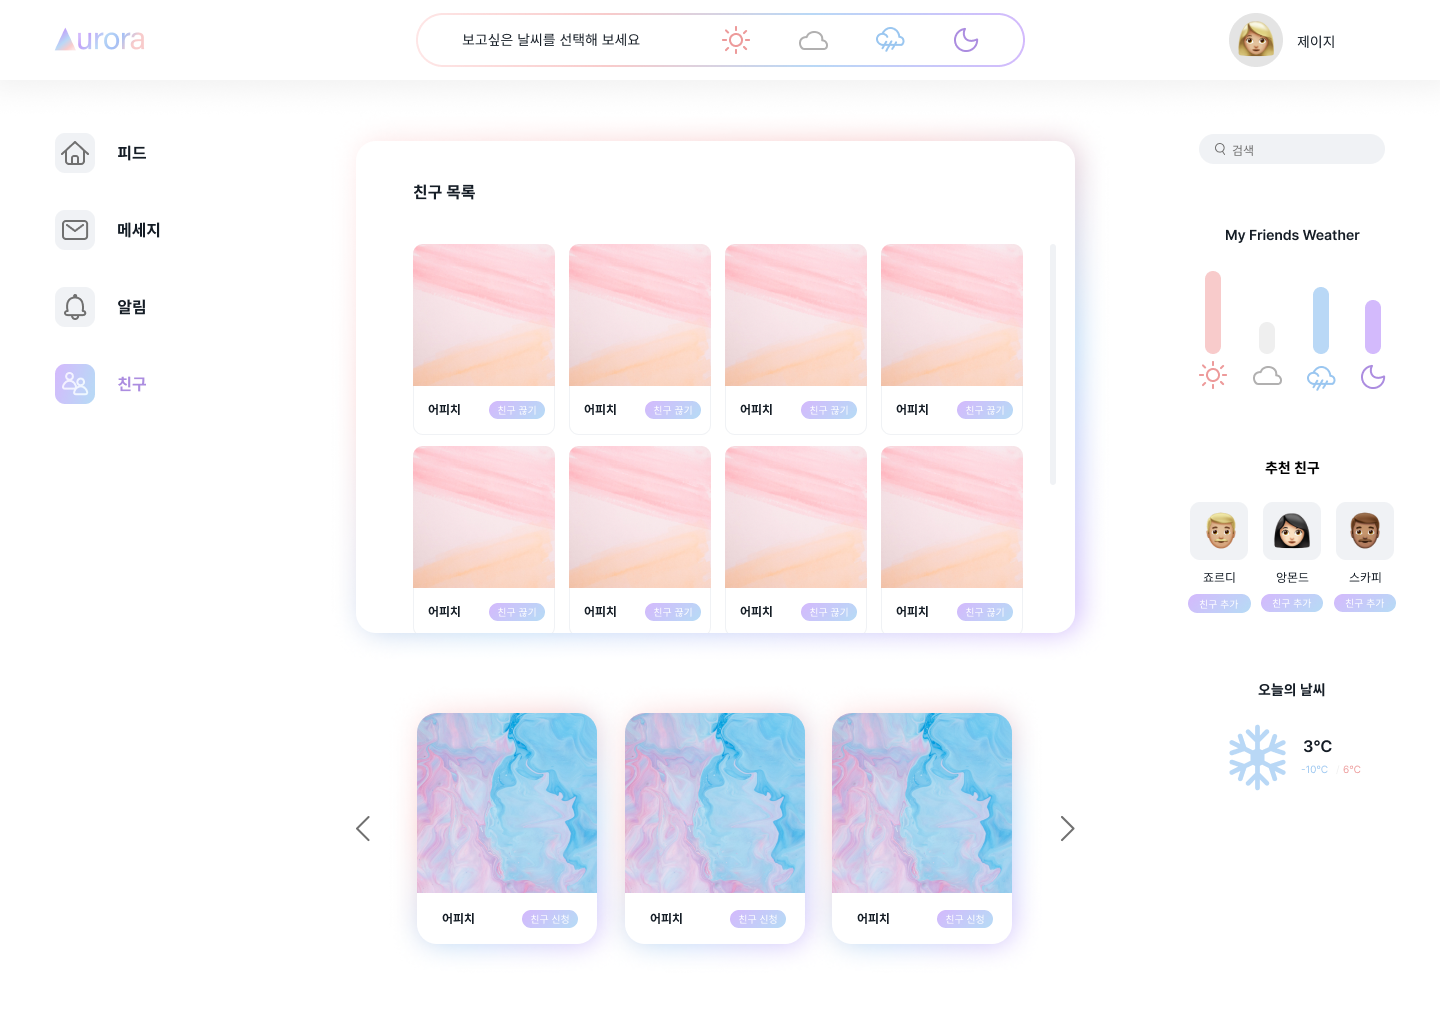 Aurora
보고싶은 날씨를 선택해 보세요
제이지
피드
메세지
알림
친구
친구 목록
어피치 친구 끊기
어피치 친구 끊기
어피치 친구 끊기
어피치 친구 끊기
어피치 친구 끊기
어피치 친구 끊기
어피치 친구 끊기
어피치 친구 끊기
어피치 친구 신청
어피치 친구 신청
어피치 친구 신청
검색
My Friends Weather
추천 친구
죠르디
앙몬드
스카피
친구 추가
친구 추가
친구 추가
오늘의 날씨
3°C
-10°C / 6°C